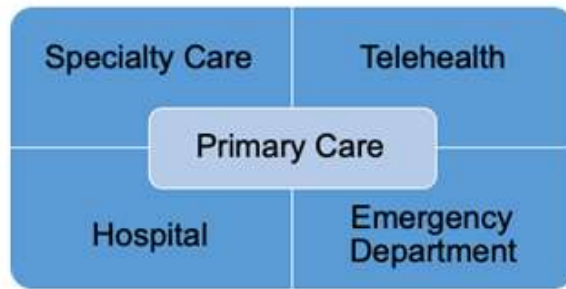 Specialty Care
Telehealth
Primary Care
Hospital
Emergency
Department